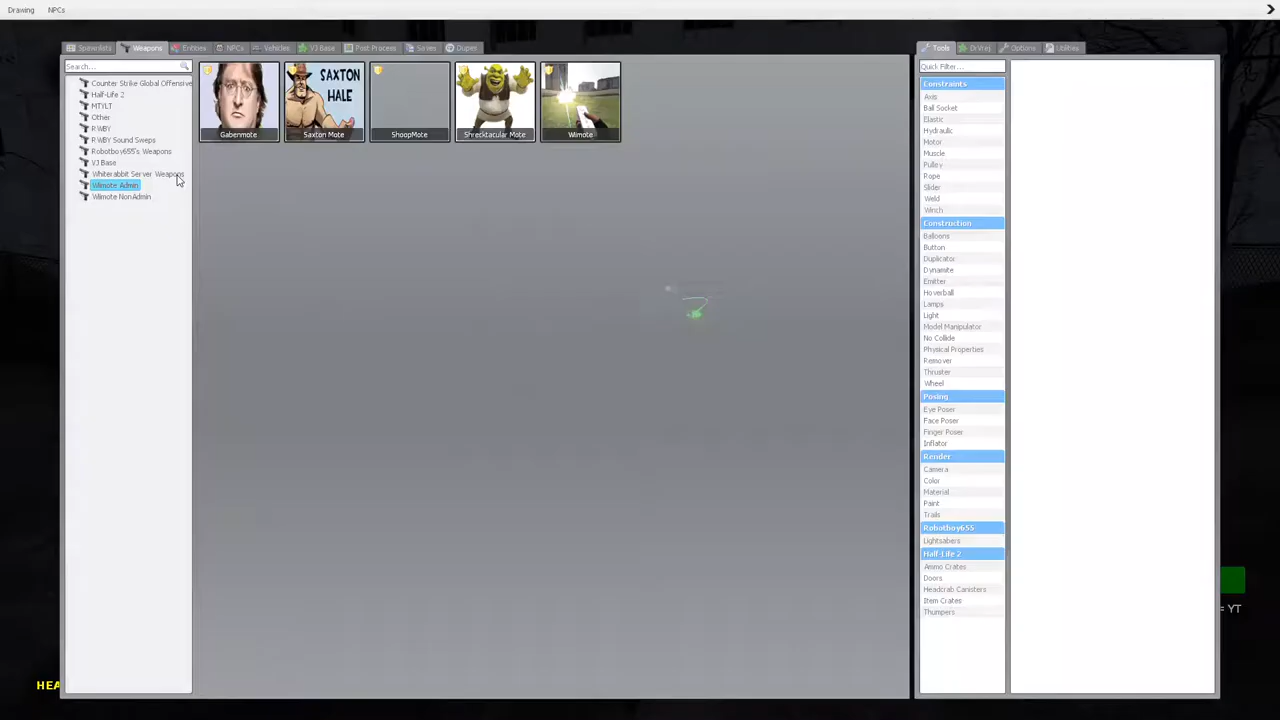 Drawing NPCs
Spawnlists Weapons Entities NPCs Vehicles VJ Base Post Process Saves Dupes
Tools DrVrej Options Utilities
Search...
Counter Strike Global Offensive
Half-Life 2
MTYLT
Other
RWBY
RWBY Sound Sweps
Robotboy655's Weapons
VJ Base
Whiterabbit Server Weapons
Wiimote Admin
Wiimote NonAdmin
SAXTON
HALE
Gabenmote
Saxton Mote
ShoopMote
Shrecktacular Mote
Wiimote
Quick Filter...
Constraints
Axis
Ball Socket
Elastic
Hydraulic
Motor
Muscle
Pulley
Rope
Slider
Weld
Winch
Construction
Balloons
Button
Duplicator
Dynamite
Emitter
Hoverball
Lamps
Light
Model Manipulator
No Collide
Physical Properties
Remover
Thruster
Wheel
Posing
Eye Poser
Face Poser
Finger Poser
Inflator
Render
Camera
Color
Material
Paint
Trails
Robotboy655
Lightsabers
Half-Life 2
Ammo Crates
Doors
Headcrab Canisters
Item Crates
Thumpers
= YT
HEA